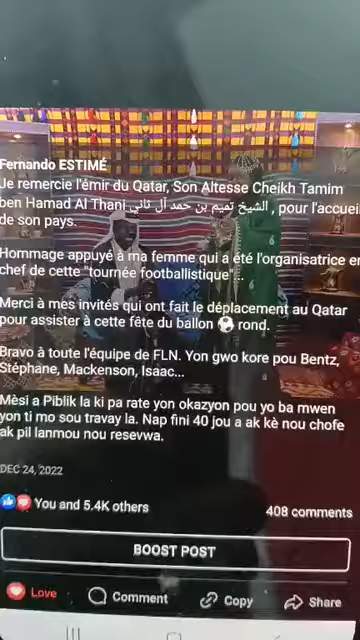 Fernando ESTIMÉ
Je remercie l'émir du Qatar, Son Altesse Cheikh Tamim
ben Hamad Al Thani الشيخ تميم بن حمد آل ثاني , pour l'accuei
de son pays.
Hommage appuyé à ma femme qui a été l'organisatrice en
chef de cette "tournée footballistique"...
Merci à mes invités qui ont fait le déplacement au Qatar
pour assister à cette fête du ballon ⚽ rond.
Bravo à toute l'équipe de FLN. Yon gwo kore pou Bentz,
Stéphane, Mackenson, Isaac...
Mèsi a Piblik la ki pa rate yon okazyon pou yo ba mwen
yon ti mo sou travay la. Nap fini 40 jou a ak kè nou chofe
ak pil lanmou nou resevwa.
DEC 24, 2022
You and 5.4K others
408 comments
BOOST POST
Love
Comment
Copy
Share